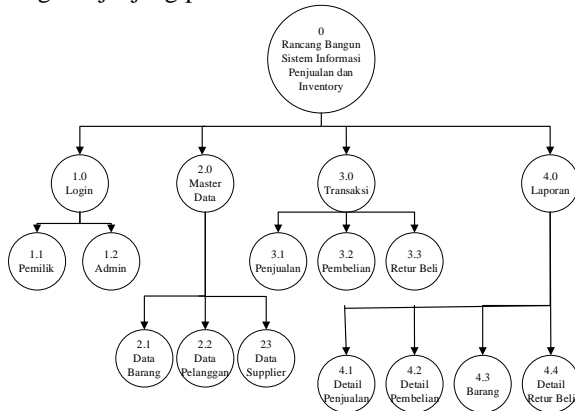 0
Rancang Bangun
Sistem Informasi
Penjualan dan
Inventory
1.0
Login
2.0
Master
Data
3.0
Transaksi
4.0
Laporan
1.1
Pemilik
1.2
Admin
3.1
Penjualan
3.2
Pembelian
3.3
Retur Beli
2.1
Data
Barang
2.2
Data
Pelanggan
23
Data
Supplier
4.1
Detail
Penjualan
4.2
Detail
Pembelian
4.3
Barang
4.4
Detail
Retur Beli